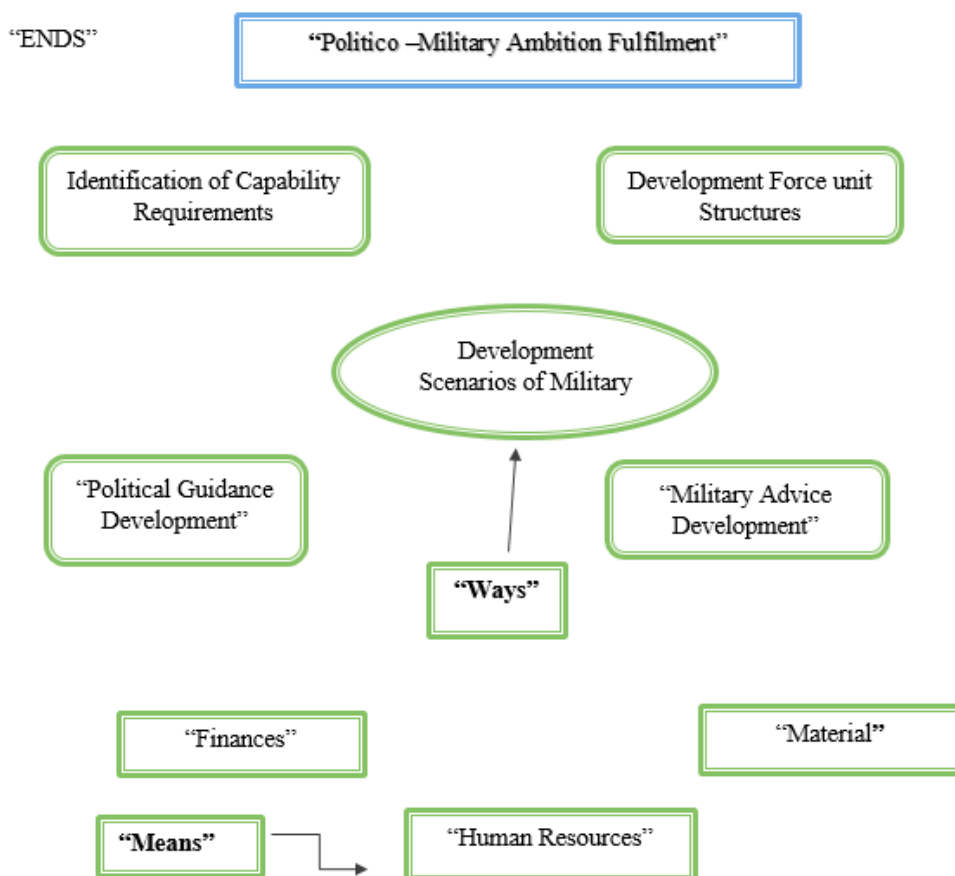 “ENDS”
“Politico –Military Ambition Fulfilment”
Identification of Capability
Requirements
Development Force unit
Structures
Development
Scenarios of Military
“Political Guidance
Development”
“Military Advice
Development”
“Ways”
“Finances”
“Material”
“Means”
“Human Resources”